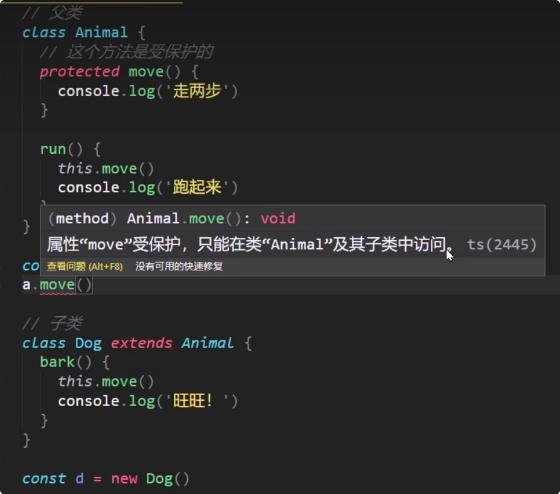 // 父类
class Animal {
// 这个方法是受保护的
protected move() {
console.log('走两步')
}
run() {
this.move()
console.log('跑起来')
}
(method) Animal.move(): void
属性“move”受保护，只能在类“Animal”及其子类中访问。ts(2445)
查看问题 (Alt+F8) 没有可用的快速修复
co
a.move()
// 子类
class Dog extends Animal {
bark() {
this.move()
console.log('旺旺！')
}
}
const d = new Dog()